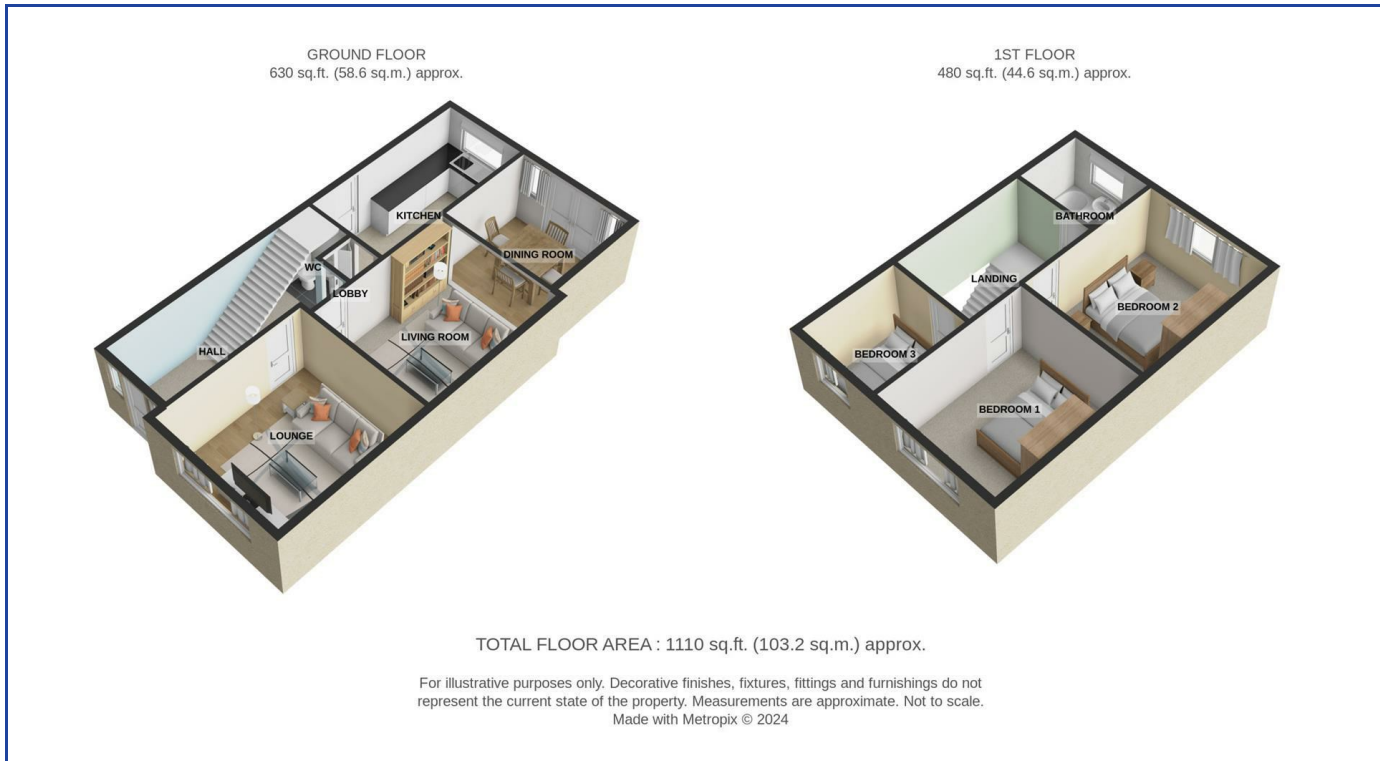 GROUND FLOOR
630 sq.ft. (58.6 sq.m.) approx.
KITCHEN
DINING ROOM
WC
LOBBY
LIVING ROOM
HALL
LOUNGE
1ST FLOOR
480 sq.ft. (44.6 sq.m.) approx.
BATHROOM
LANDING
BEDROOM 2
BEDROOM 3
BEDROOM 1
TOTAL FLOOR AREA : 1110 sq.ft. (103.2 sq.m.) approx.
For illustrative purposes only. Decorative finishes, fixtures, fittings and furnishings do not
represent the current state of the property. Measurements are approximate. Not to scale.
Made with Metropix © 2024